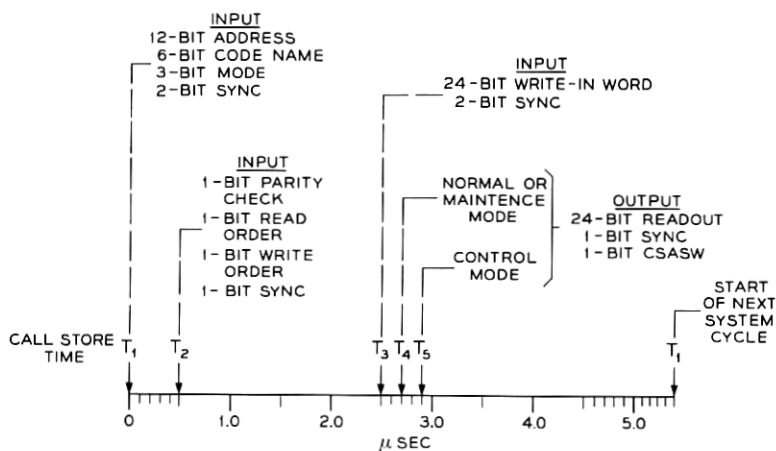 INPUT
12-BIT ADDRESS
6-BIT CODE NAME
3-BIT MODE
2-BIT SYNC
INPUT
24-BIT WRITE-IN WORD
2-BIT SYNC
INPUT
1-BIT PARITY
CHECK
1-BIT READ
ORDER
1-BIT WRITE
ORDER
1-BIT SYNC
NORMAL OR
MAINTENCE
MODE
CONTROL
MODE
OUTPUT
24-BIT READOUT
1-BIT SYNC
1-BIT CSASW
START
OF NEXT
SYSTEM
CYCLE
CALL STORE
TIME
T1 T2 T3 T4 T5 T1
0 1.0 2.0 3.0 4.0 5.0
μ SEC